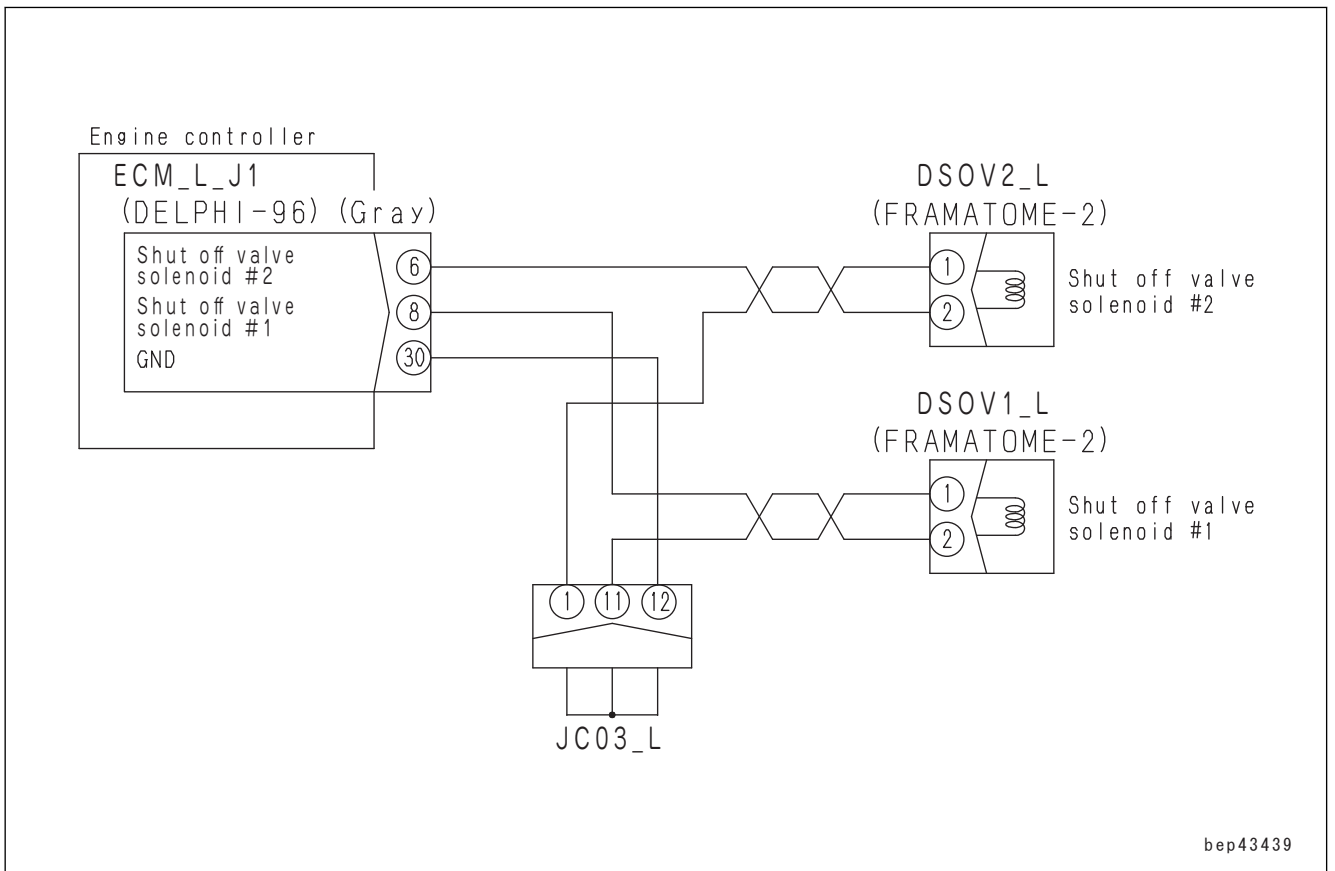 Engine controller
ECM_L_J1
(DELPHI-96) (Gray)
Shut off valve
solenoid #2
6
Shut off valve
solenoid #1
8
GND
30
DSOV2_L
(FRAMATOME-2)
1
2
Shut off valve
solenoid #2
DSOV1_L
(FRAMATOME-2)
1
2
Shut off valve
solenoid #1
1 11 12
JC03_L
bep43439